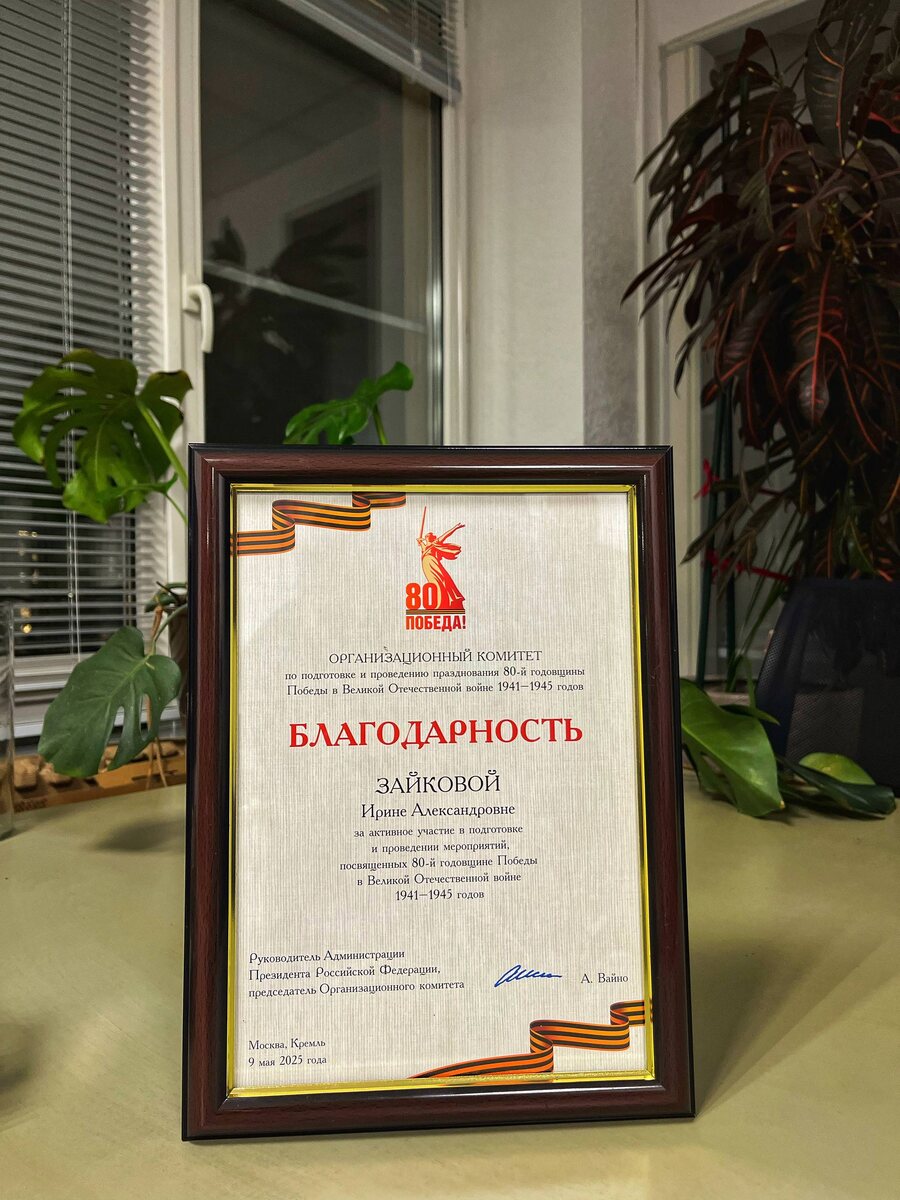 80
ПОБЕДА!
ОРГАНИЗАЦИОННЫЙ КОМИТЕТ
по подготовке и проведению празднования 80-й годовщины
Победы в Великой Отечественной войне 1941–1945 годов
БЛАГОДАРНОСТЬ
ЗАЙКОВОЙ
Ирине Александровне
за активное участие в подготовке
и проведении мероприятий,
посвященных 80-й годовщине Победы
в Великой Отечественной войне
1941–1945 годов
Руководитель Администрации
Президента Российской Федерации,
председатель Организационного комитета
А. Вайно
Москва, Кремль
9 мая 2025 года